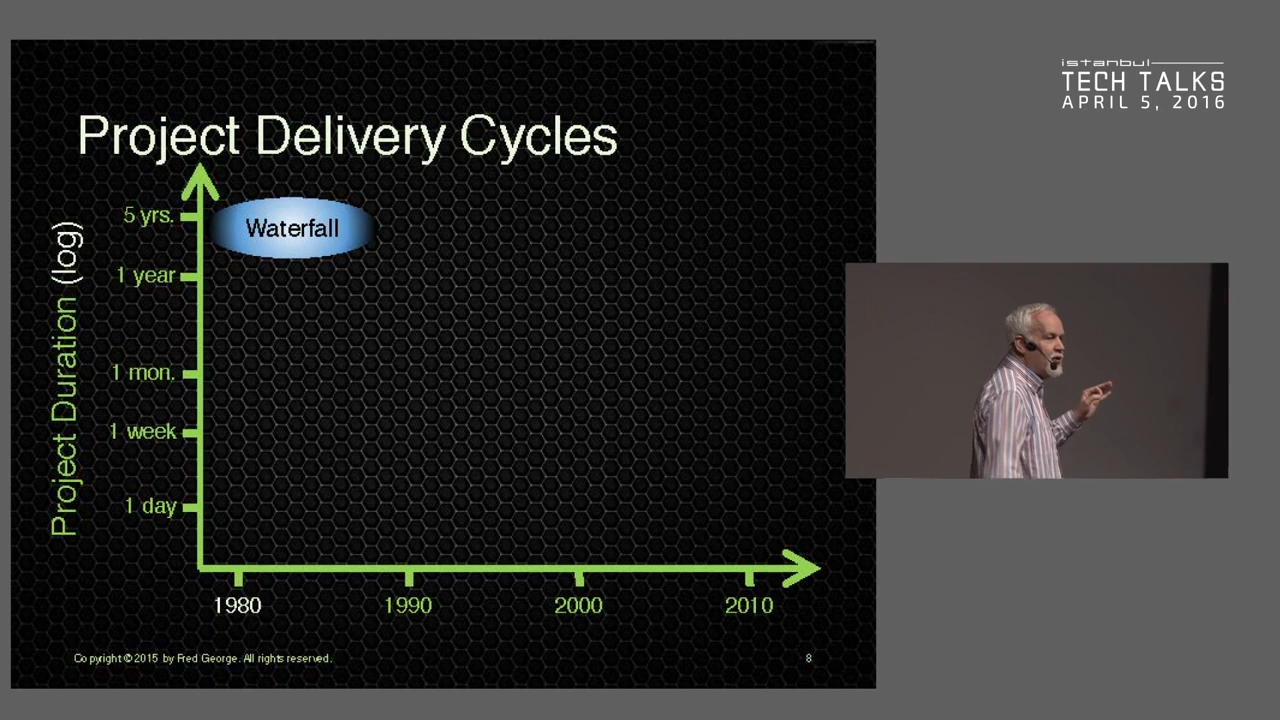 istanbul
TECH TALKS
APRIL 5, 2016
Project Delivery Cycles
Project Duration (log)
5 yrs.
1 year
1 mon.
1 week
1 day
Waterfall
1980 1990 2000 2010
Copyright © 2015 by Fred George. All rights reserved.
8